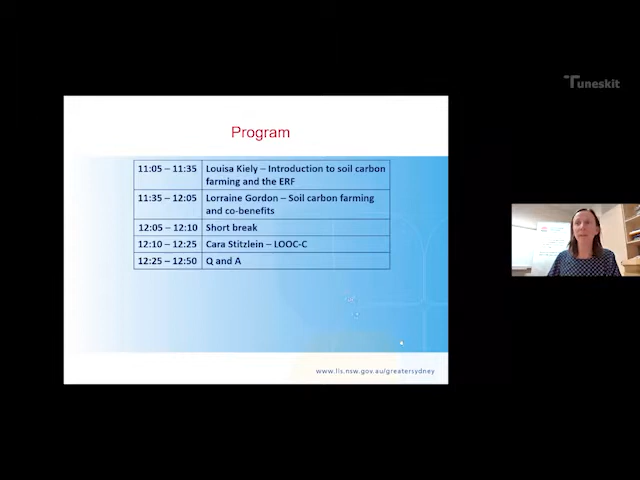 Tuneskit
Program
11:05 – 11:35 Louisa Kiely – Introduction to soil carbon
farming and the ERF
11:35 – 12:05 Lorraine Gordon – Soil carbon farming
and co-benefits
12:05 – 12:10 Short break
12:10 – 12:25 Cara Stitzlein – LOOC-C
12:25 – 12:50 Q and A
www.lls.nsw.gov.au/greatersydney